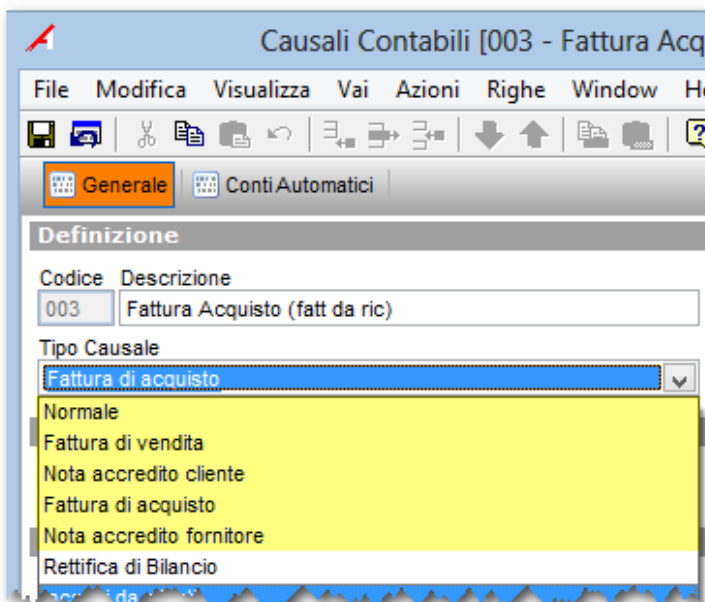 Causali Contabili [003 - Fattura Acq
File Modifica Visualizza Vai Azioni Righe Window He
Generale Conti Automatici
Definizione
Codice Descrizione
003 Fattura Acquisto (fatt da ric)
Tipo Causale
Fattura di acquisto
Normale
Fattura di vendita
Nota accredito cliente
Fattura di acquisto
Nota accredito fornitore
Rettifica di Bilancio